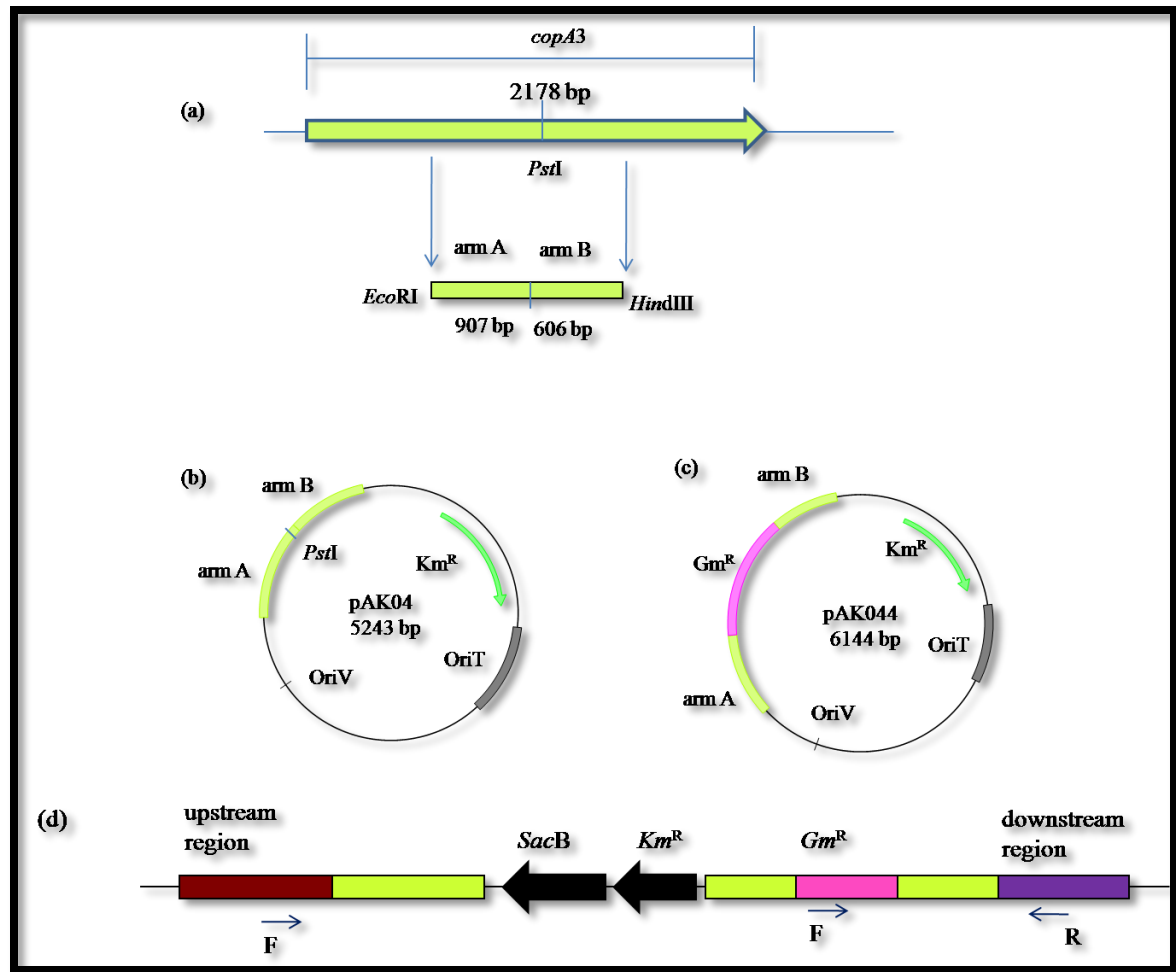 copA3
2178 bp
(a)
PstI
arm A arm B
EcoRI
HindIII
907 bp 606 bp
(b)
arm B
PstI
arm A
KmR
pAK04
5243 bp
OriT
OriV
(c)
arm B
GmR
KmR
pAK044
6144 bp
OriT
arm A
OriV
(d)
upstream
region
SacB
KmR
GmR
downstream
region
F
F
R